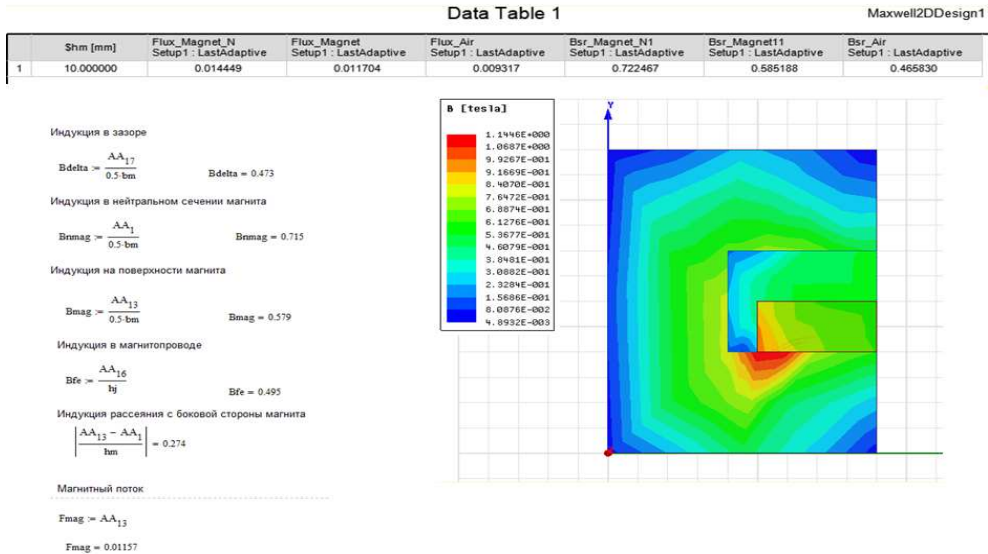 Data Table 1
Maxwell2DDesign1
$hm [mm] Flux_Magnet_N Setup1 : LastAdaptive Flux_Magnet Setup1 : LastAdaptive Flux_Air Setup1 : LastAdaptive Bsr_Magnet_N1 Setup1 : LastAdaptive Bsr_Magnet11 Setup1 : LastAdaptive Bsr_Air Setup1 : LastAdaptive
1 10.000000 0.014449 0.011704 0.009317 0.722467 0.585188 0.465830
Индукция в зазоре
Bdelta := AA17 / 0.5·bm Bdelta = 0.473
Индукция в нейтральном сечении магнита
Bnmag := AA1 / 0.5·bm Bnmag = 0.715
Индукция на поверхности магнита
Bmag := AA13 / 0.5·bm Bmag = 0.579
Индукция в магнитопроводе
Bfe := AA16 / hj Bfe = 0.495
Индукция рассеяния с боковой стороны магнита
|AA13 − AA1 / hm| = 0.274
Магнитный поток
Fmag := AA13
Fmag = 0.01157
B [tesla]
1.1446E+000
1.0687E+000
9.9267E-001
9.1669E-001
8.4070E-001
7.6472E-001
6.8874E-001
6.1276E-001
5.3677E-001
4.6079E-001
3.8481E-001
3.0882E-001
2.3284E-001
1.5686E-001
8.0876E-002
4.8932E-003
Y